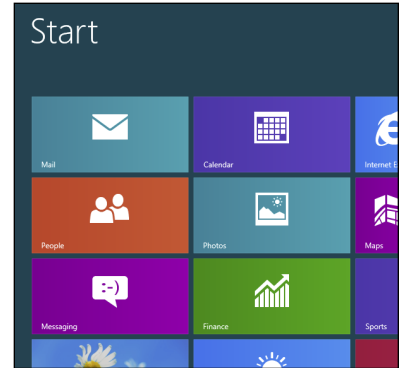 Start
Mail
Calendar
Internet E
People
Photos
Maps
:-)
Messaging
Finance
Sports